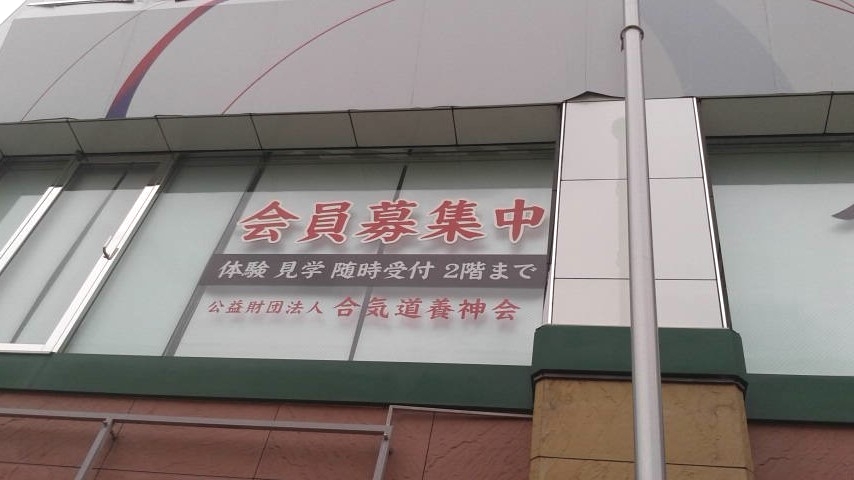 会員募集中
体験 見学 随時受付 2階まで
公益財団法人 合気道養神会